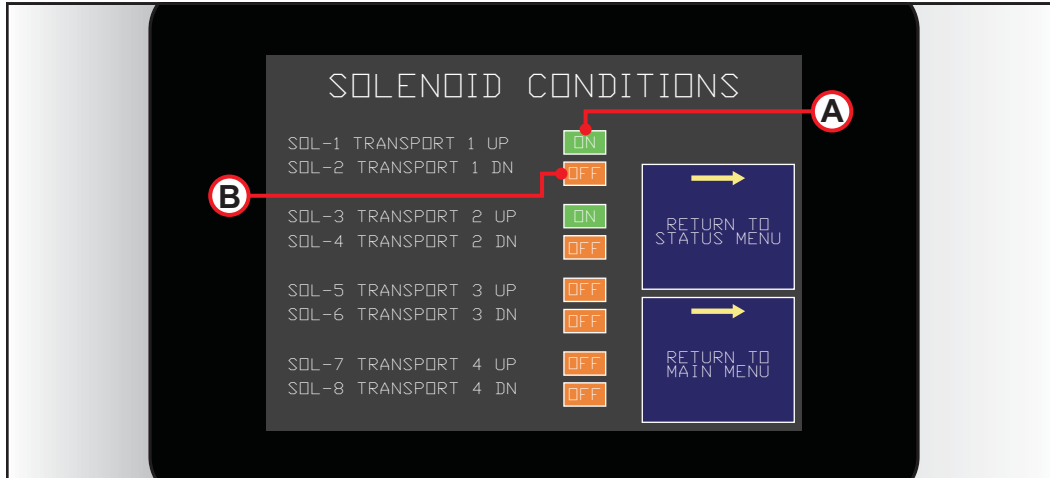 SOLENOID CONDITIONS
A
SOL-1 TRANSPORT 1 UP ON
SOL-2 TRANSPORT 1 DN OFF
B
SOL-3 TRANSPORT 2 UP ON
SOL-4 TRANSPORT 2 DN OFF
SOL-5 TRANSPORT 3 UP OFF
SOL-6 TRANSPORT 3 DN OFF
SOL-7 TRANSPORT 4 UP OFF
SOL-8 TRANSPORT 4 DN OFF
RETURN TO
STATUS MENU
RETURN TO
MAIN MENU